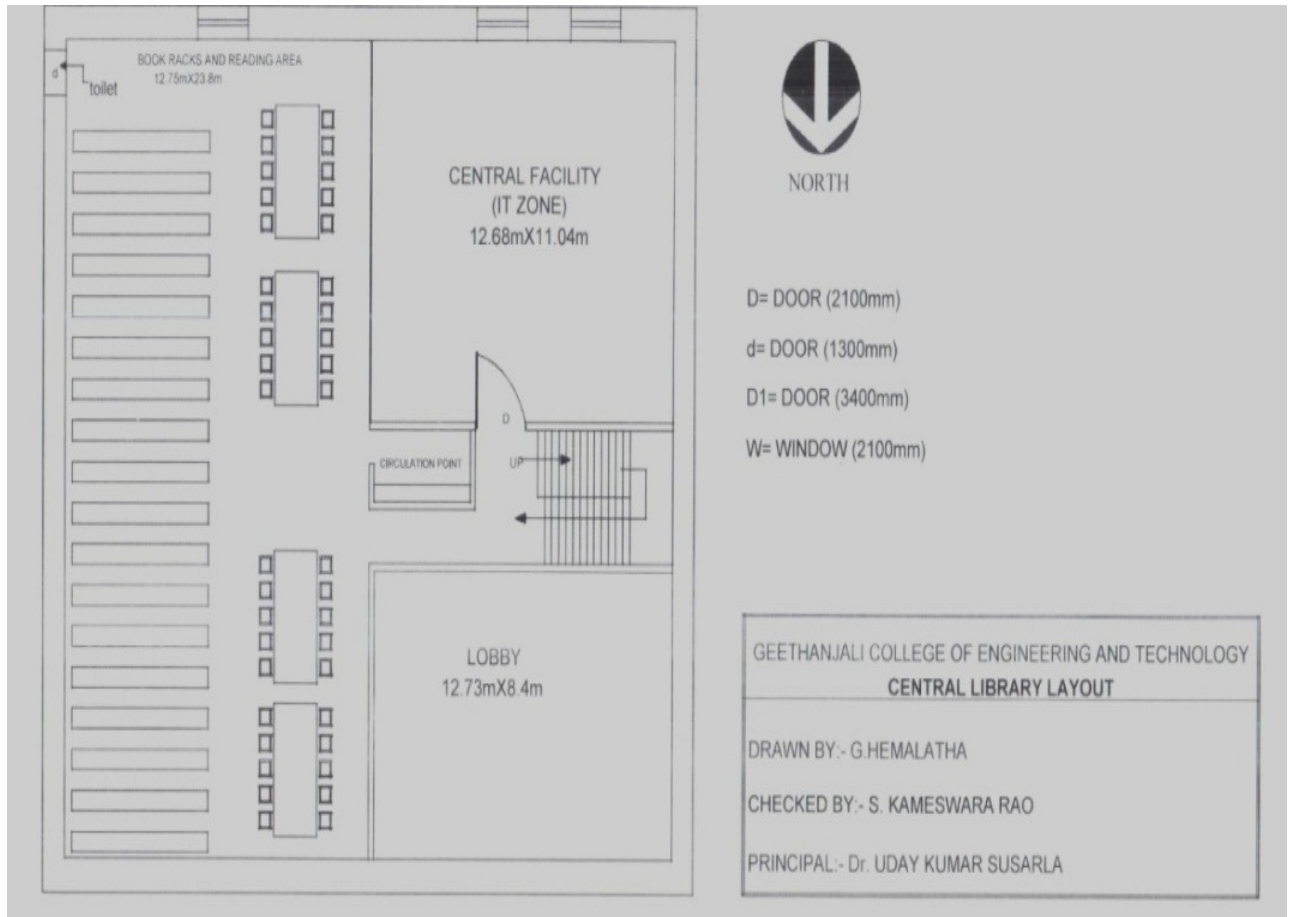 BOOK RACKS AND READING AREA
12.75mX23.8m
d
toilet
CENTRAL FACILITY
(IT ZONE)
12.68mX11.04m
D
CIRCULATION POINT
UP
LOBBY
12.73mX8.4m
NORTH
D= DOOR (2100mm)
d= DOOR (1300mm)
D1= DOOR (3400mm)
W= WINDOW (2100mm)
GEETHANJALI COLLEGE OF ENGINEERING AND TECHNOLOGY
CENTRAL LIBRARY LAYOUT
DRAWN BY:- G.HEMALATHA
CHECKED BY:- S. KAMESWARA RAO
PRINCIPAL:- Dr. UDAY KUMAR SUSARLA